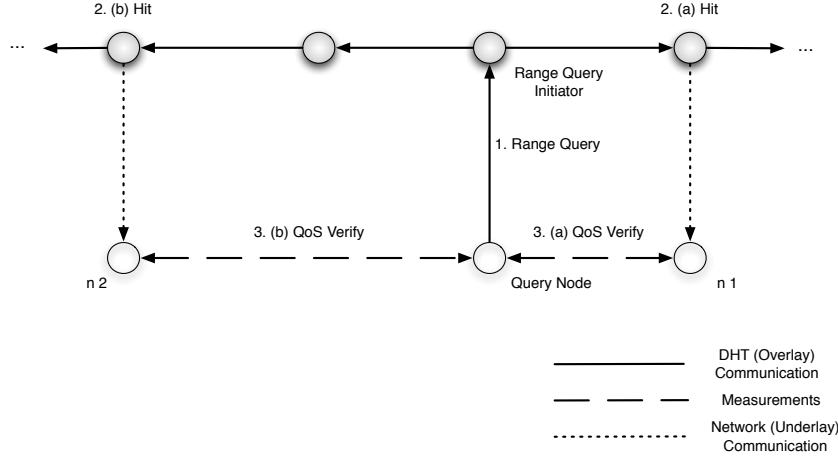 2. (b) Hit
2. (a) Hit
...
...
Range Query
Initiator
1. Range Query
3. (b) QoS Verify
3. (a) QoS Verify
n 2
Query Node
n 1
DHT (Overlay)
Communication
Measurements
Network (Underlay)
Communication